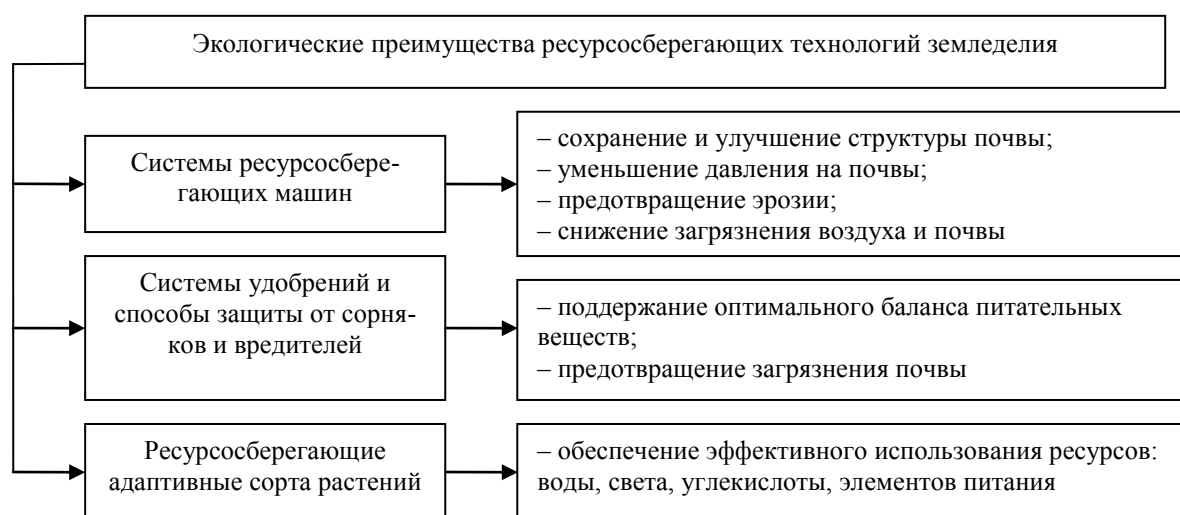 Экологические преимущества ресурсосберегающих технологий земледелия
Системы ресурсосбере-
гающих машин
– сохранение и улучшение структуры почвы;
– уменьшение давления на почвы;
– предотвращение эрозии;
– снижение загрязнения воздуха и почвы
Системы удобрений и
способы защиты от сорня-
ков и вредителей
– поддержание оптимального баланса питательных
веществ;
– предотвращение загрязнения почвы
Ресурсосберегающие
адаптивные сорта растений
– обеспечение эффективного использования ресурсов:
воды, света, углекислоты, элементов питания